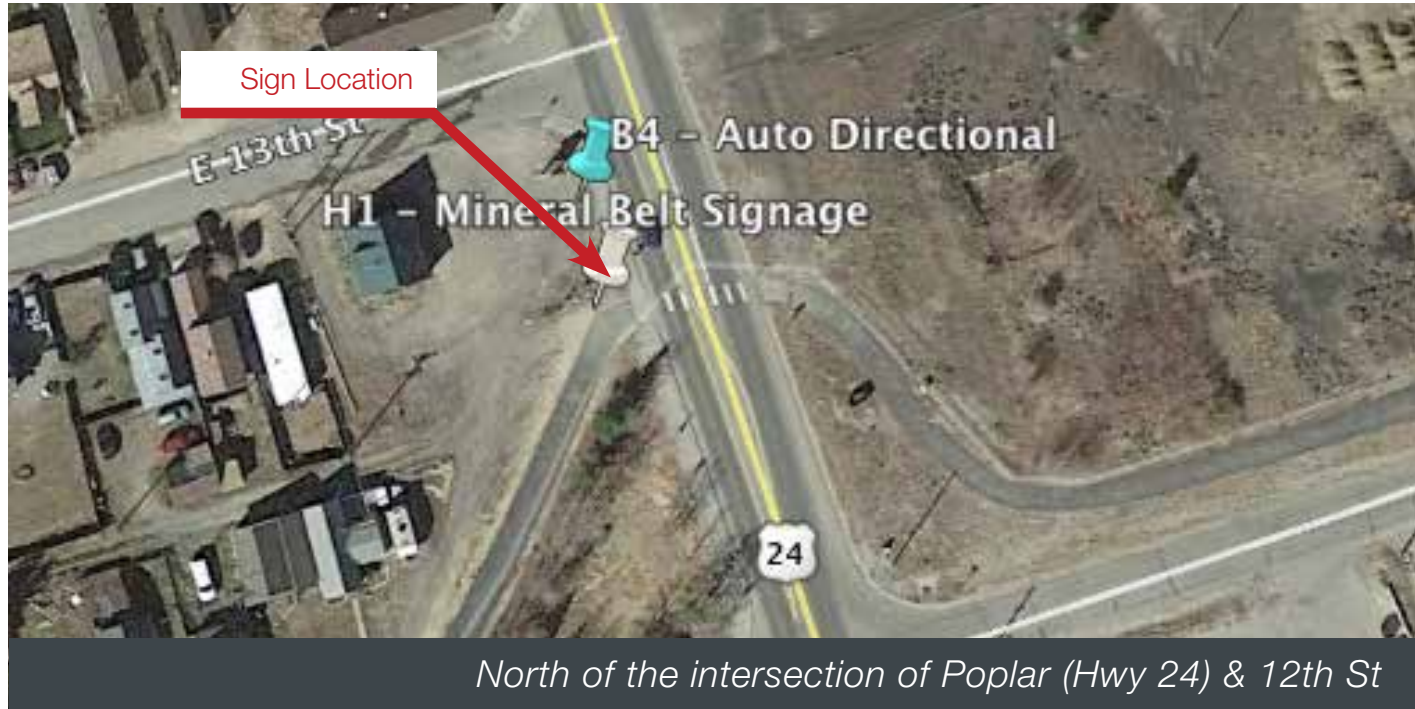 Sign Location
B4 - Auto Directional
E 13th St
H1 - Mineral Belt Signage
24
North of the intersection of Poplar (Hwy 24) & 12th St